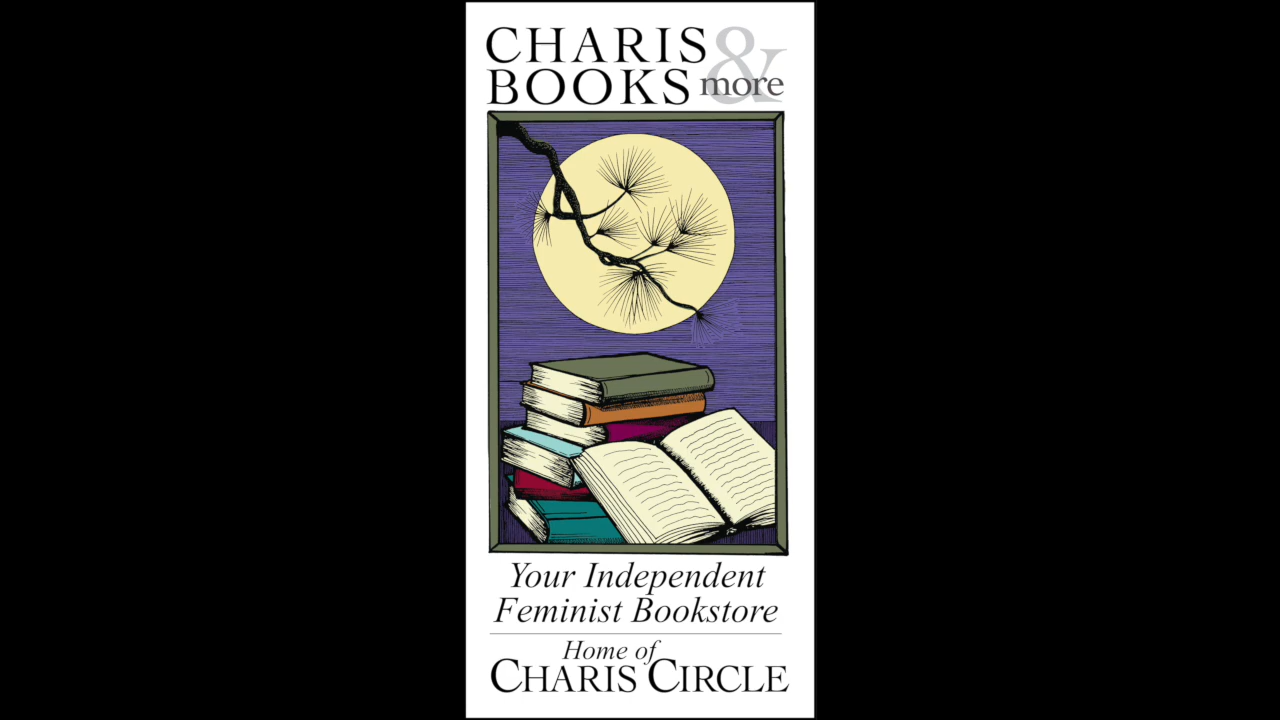 CHARIS &
BOOKS more
Your Independent
Feminist Bookstore
Home of
CHARIS CIRCLE